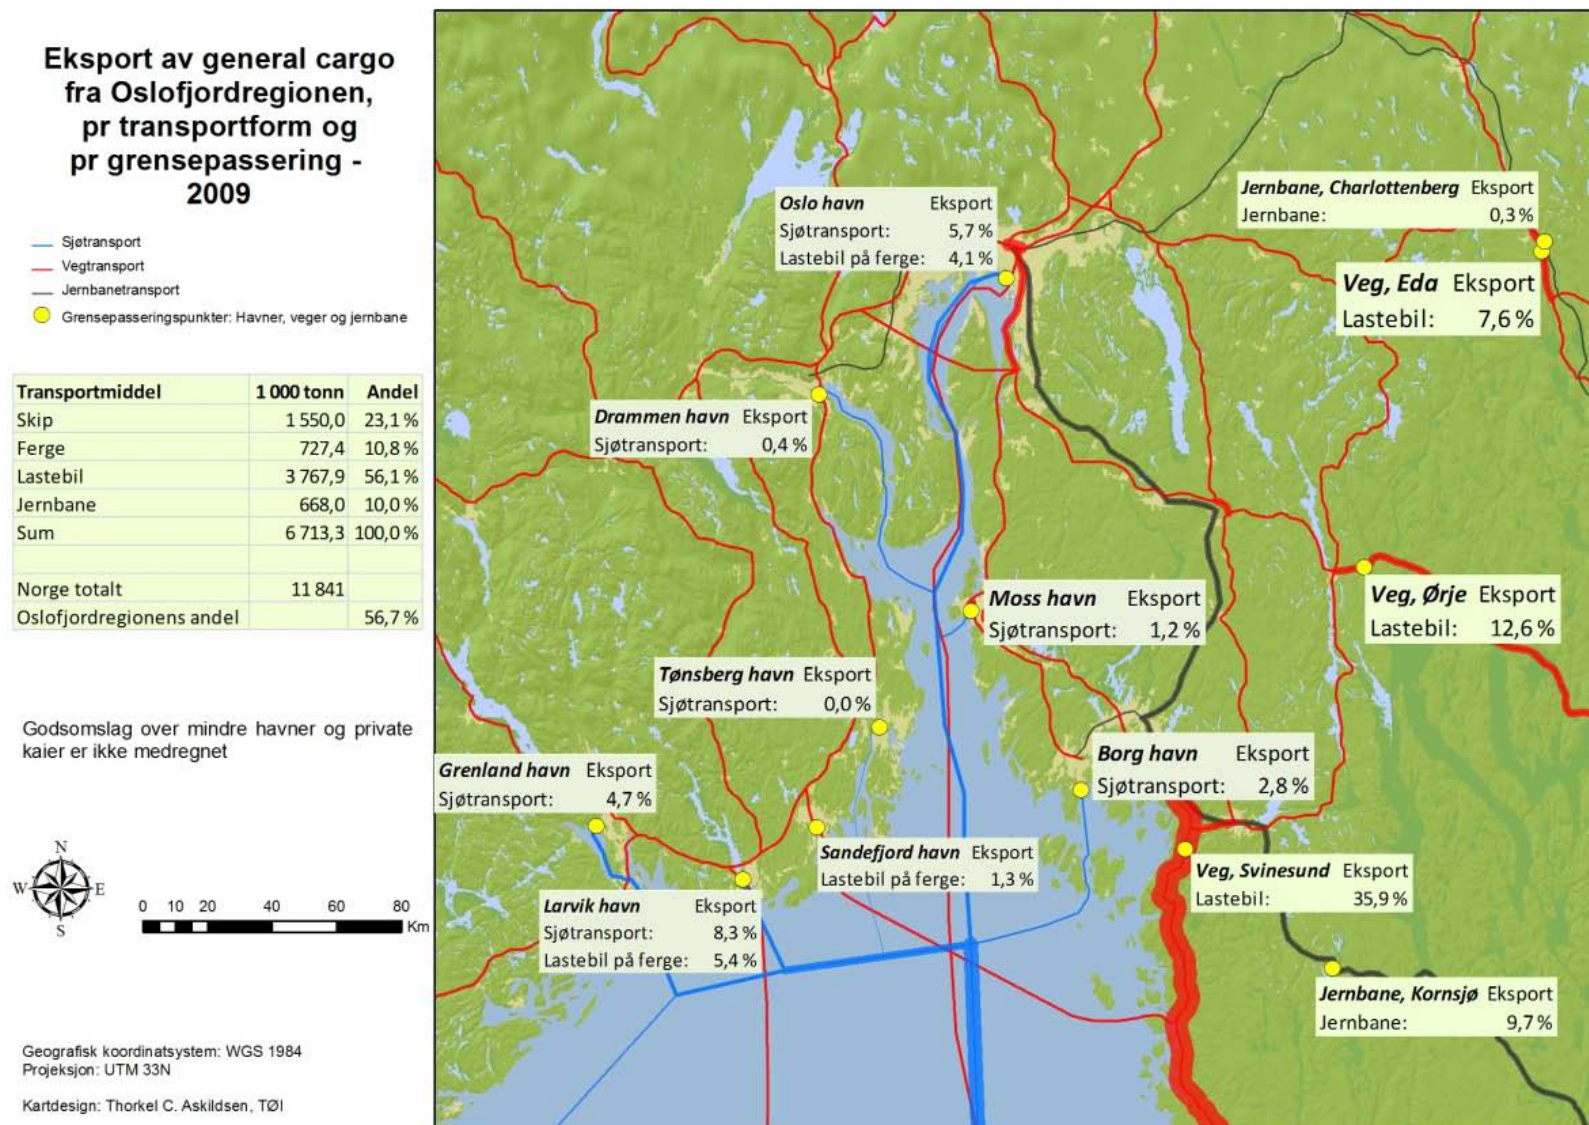 Eksport av general cargo
fra Oslofjordregionen,
pr transportform og
pr grensepassering -
2009
Sjøtransport
Vegtransport
Jernbanetransport
Grensepasseringspunkter: Havner, veger og jernbane
Transportmiddel 1 000 tonn Andel
Skip 1 550,0 23,1 %
Ferge 727,4 10,8 %
Lastebil 3 767,9 56,1 %
Jernbane 668,0 10,0 %
Sum 6 713,3 100,0 %
Norge totalt 11 841
Oslofjordregionens andel 56,7 %
Godsomslag over mindre havner og private
kaier er ikke medregnet
N
W E
S
0 10 20 40 60 80 Km
Geografisk koordinatsystem: WGS 1984
Projeksjon: UTM 33N
Kartdesign: Thorkel C. Askildsen, TØI
Oslo havn Eksport
Sjøtransport: 5,7 %
Lastebil på ferge: 4,1 %
Jernbane, Charlottenberg Eksport
Jernbane: 0,3 %
Veg, Eda Eksport
Lastebil: 7,6 %
Drammen havn Eksport
Sjøtransport: 0,4 %
Moss havn Eksport
Sjøtransport: 1,2 %
Veg, Ørje Eksport
Lastebil: 12,6 %
Tønsberg havn Eksport
Sjøtransport: 0,0 %
Borg havn Eksport
Sjøtransport: 2,8 %
Grenland havn Eksport
Sjøtransport: 4,7 %
Sandefjord havn Eksport
Lastebil på ferge: 1,3 %
Veg, Svinesund Eksport
Lastebil: 35,9 %
Larvik havn Eksport
Sjøtransport: 8,3 %
Lastebil på ferge: 5,4 %
Jernbane, Kornsjø Eksport
Jernbane: 9,7 %